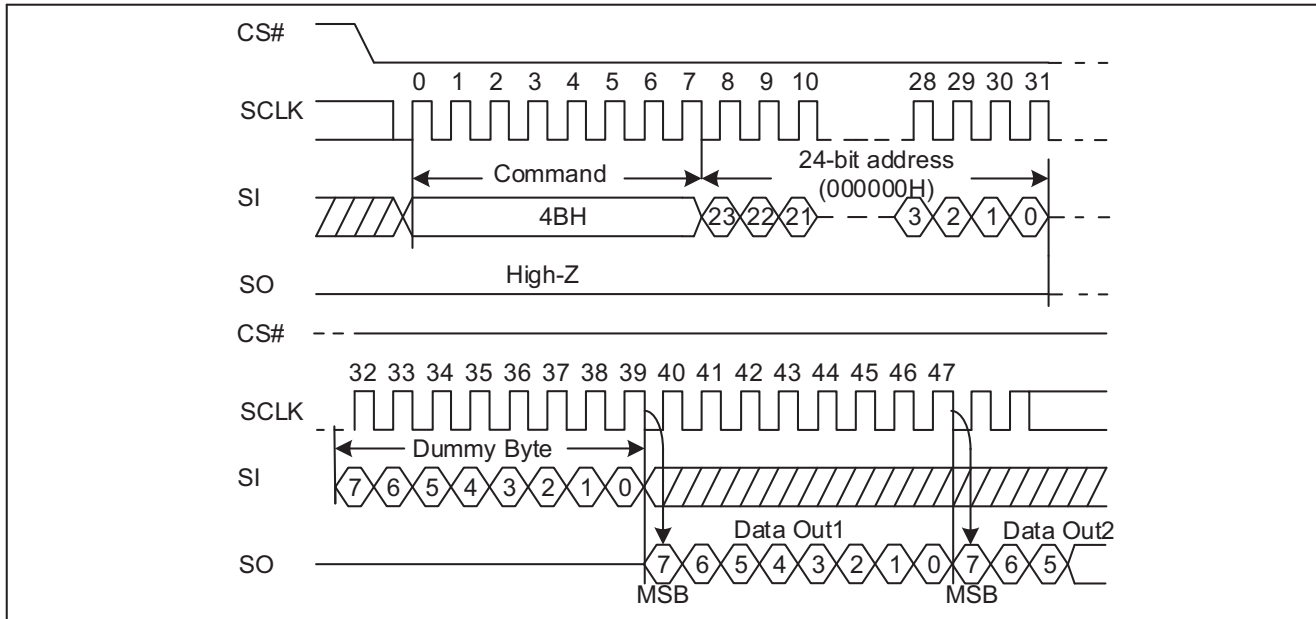 CS#
0 1 2 3 4 5 6 7 8 9 10 28 29 30 31
SCLK
Command
24-bit address
(000000H)
SI
4BH
23 22 21 3 2 1 0
High-Z
SO
CS#
32 33 34 35 36 37 38 39 40 41 42 43 44 45 46 47
SCLK
Dummy Byte
SI
7 6 5 4 3 2 1 0
Data Out1 Data Out2
SO
7 6 5 4 3 2 1 0 7 6 5
MSB MSB